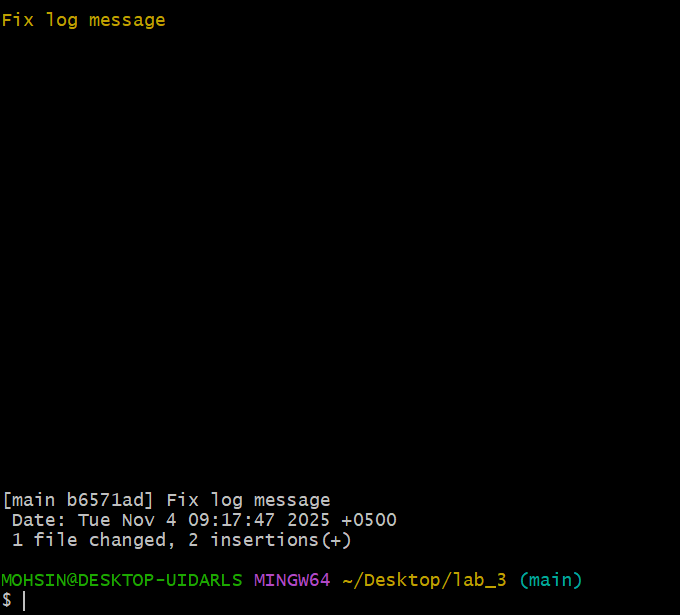 Fix log message
[main b6571ad] Fix log message
 Date: Tue Nov 4 09:17:47 2025 +0500
 1 file changed, 2 insertions(+)
MOHSIN@DESKTOP-UIDARLS MINGW64 ~/Desktop/lab_3 (main)
$